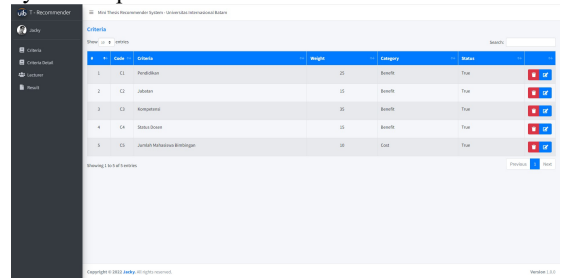 T - Recommender
Mini Thesis Recommender System - Universitas Internasional Batam
Jacky
Criteria
Criteria Detail
Lecturer
Result
Criteria
Show entries
Search:
# Code Criteria Weight Category Status
1 C1 Pendidikan 25 Benefit True
2 C2 Jabatan 15 Benefit True
3 C3 Kompetensi Benefit True
4 C4 Status Dosen Benefit True
5 C5 Jumlah Mahasiswa Bimbingan 10 Cost True
Showing 1 to 5 of 5 entries
Previous 1 Next
Copyright © 2022 Jacky. All rights reserved.
Version 1.0.0